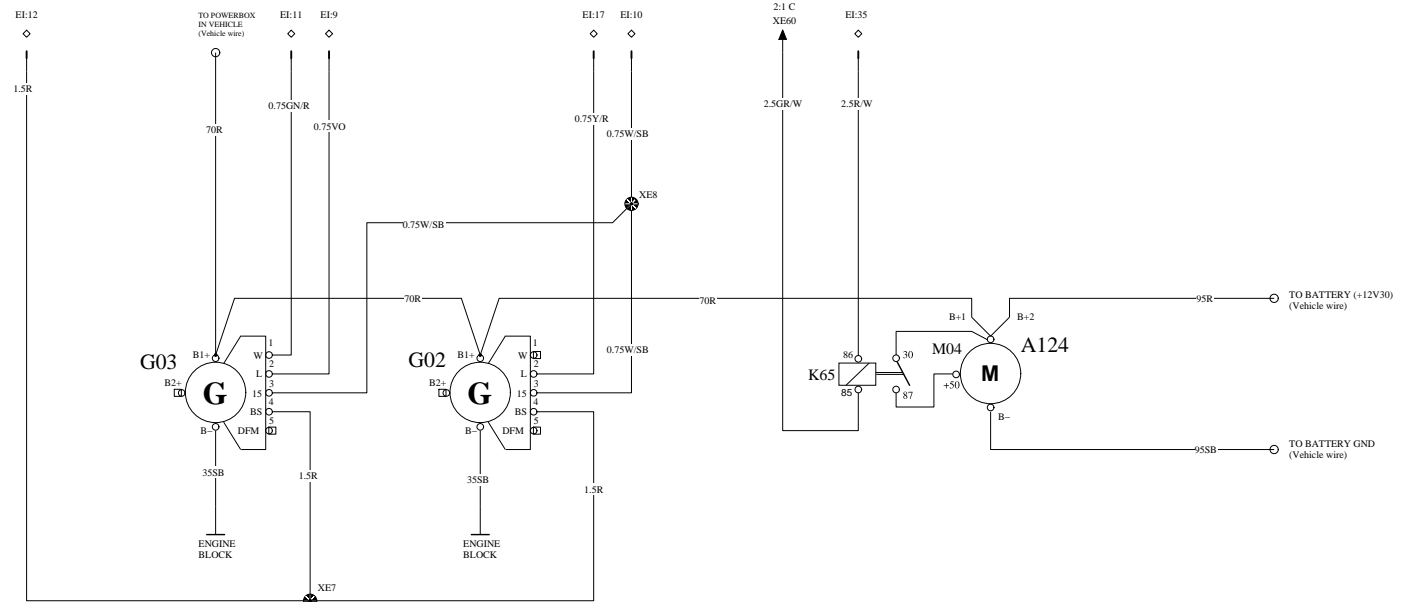 EI:12
TO POWERBOX
IN VEHICLE
(Vehicle wire)
EI:11
EI:9
EI:17
EI:10
2:1 C
XE60
EI:35
1.5R
70R
0.75GN/R
0.75VO
0.75Y/R
0.75W/SB
2.5GR/W
2.5R/W
XE8
0.75W/SB
70R
70R
95R
TO BATTERY (+12V30)
(Vehicle wire)
B+1
B+2
G03
B1+
B2+
G
B−
1
W
2
L
3
15
4
BS
5
DFM
G02
B1+
B2+
G
B−
1
W
2
L
3
15
4
BS
5
DFM
0.75W/SB
K65
86
85
30
87
M04
A124
M
+50
B−
95SB
TO BATTERY GND
(Vehicle wire)
35SB
1.5R
35SB
1.5R
ENGINE
BLOCK
ENGINE
BLOCK
XE7